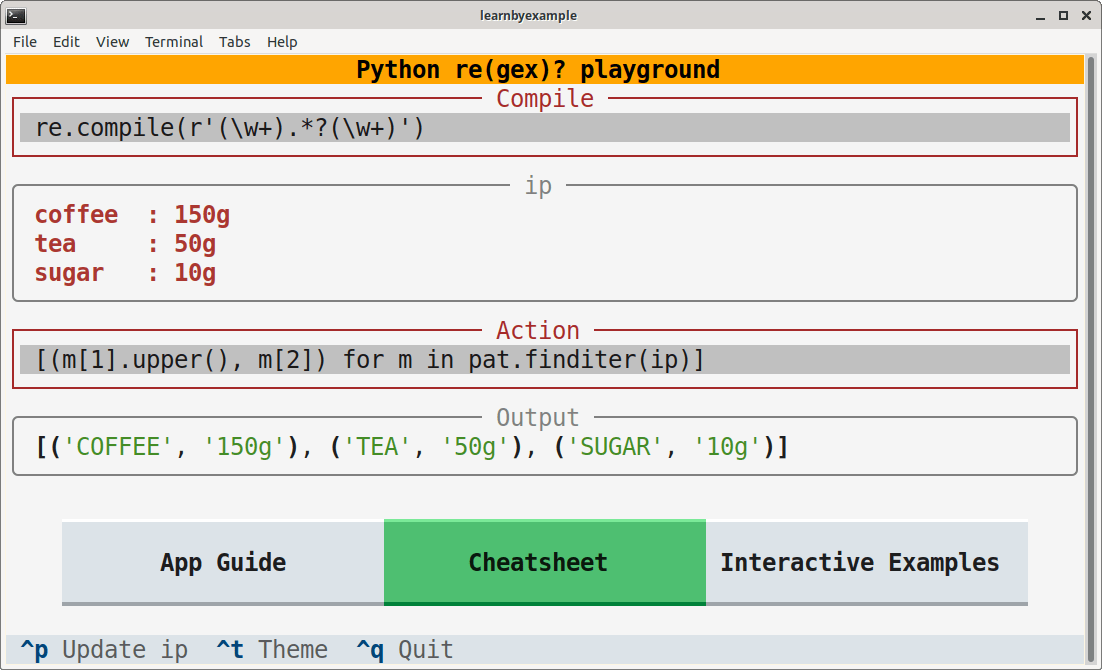 learnbyexample
File Edit View Terminal Tabs Help
Python re(gex)? playground
Compile
re.compile(r'(\w+).*?(\w+)')
ip
coffee  : 150g
tea     : 50g
sugar   : 10g
Action
[(m[1].upper(), m[2]) for m in pat.finditer(ip)]
Output
[('COFFEE', '150g'), ('TEA', '50g'), ('SUGAR', '10g')]
App Guide Cheatsheet Interactive Examples
^p Update ip  ^t Theme  ^q Quit